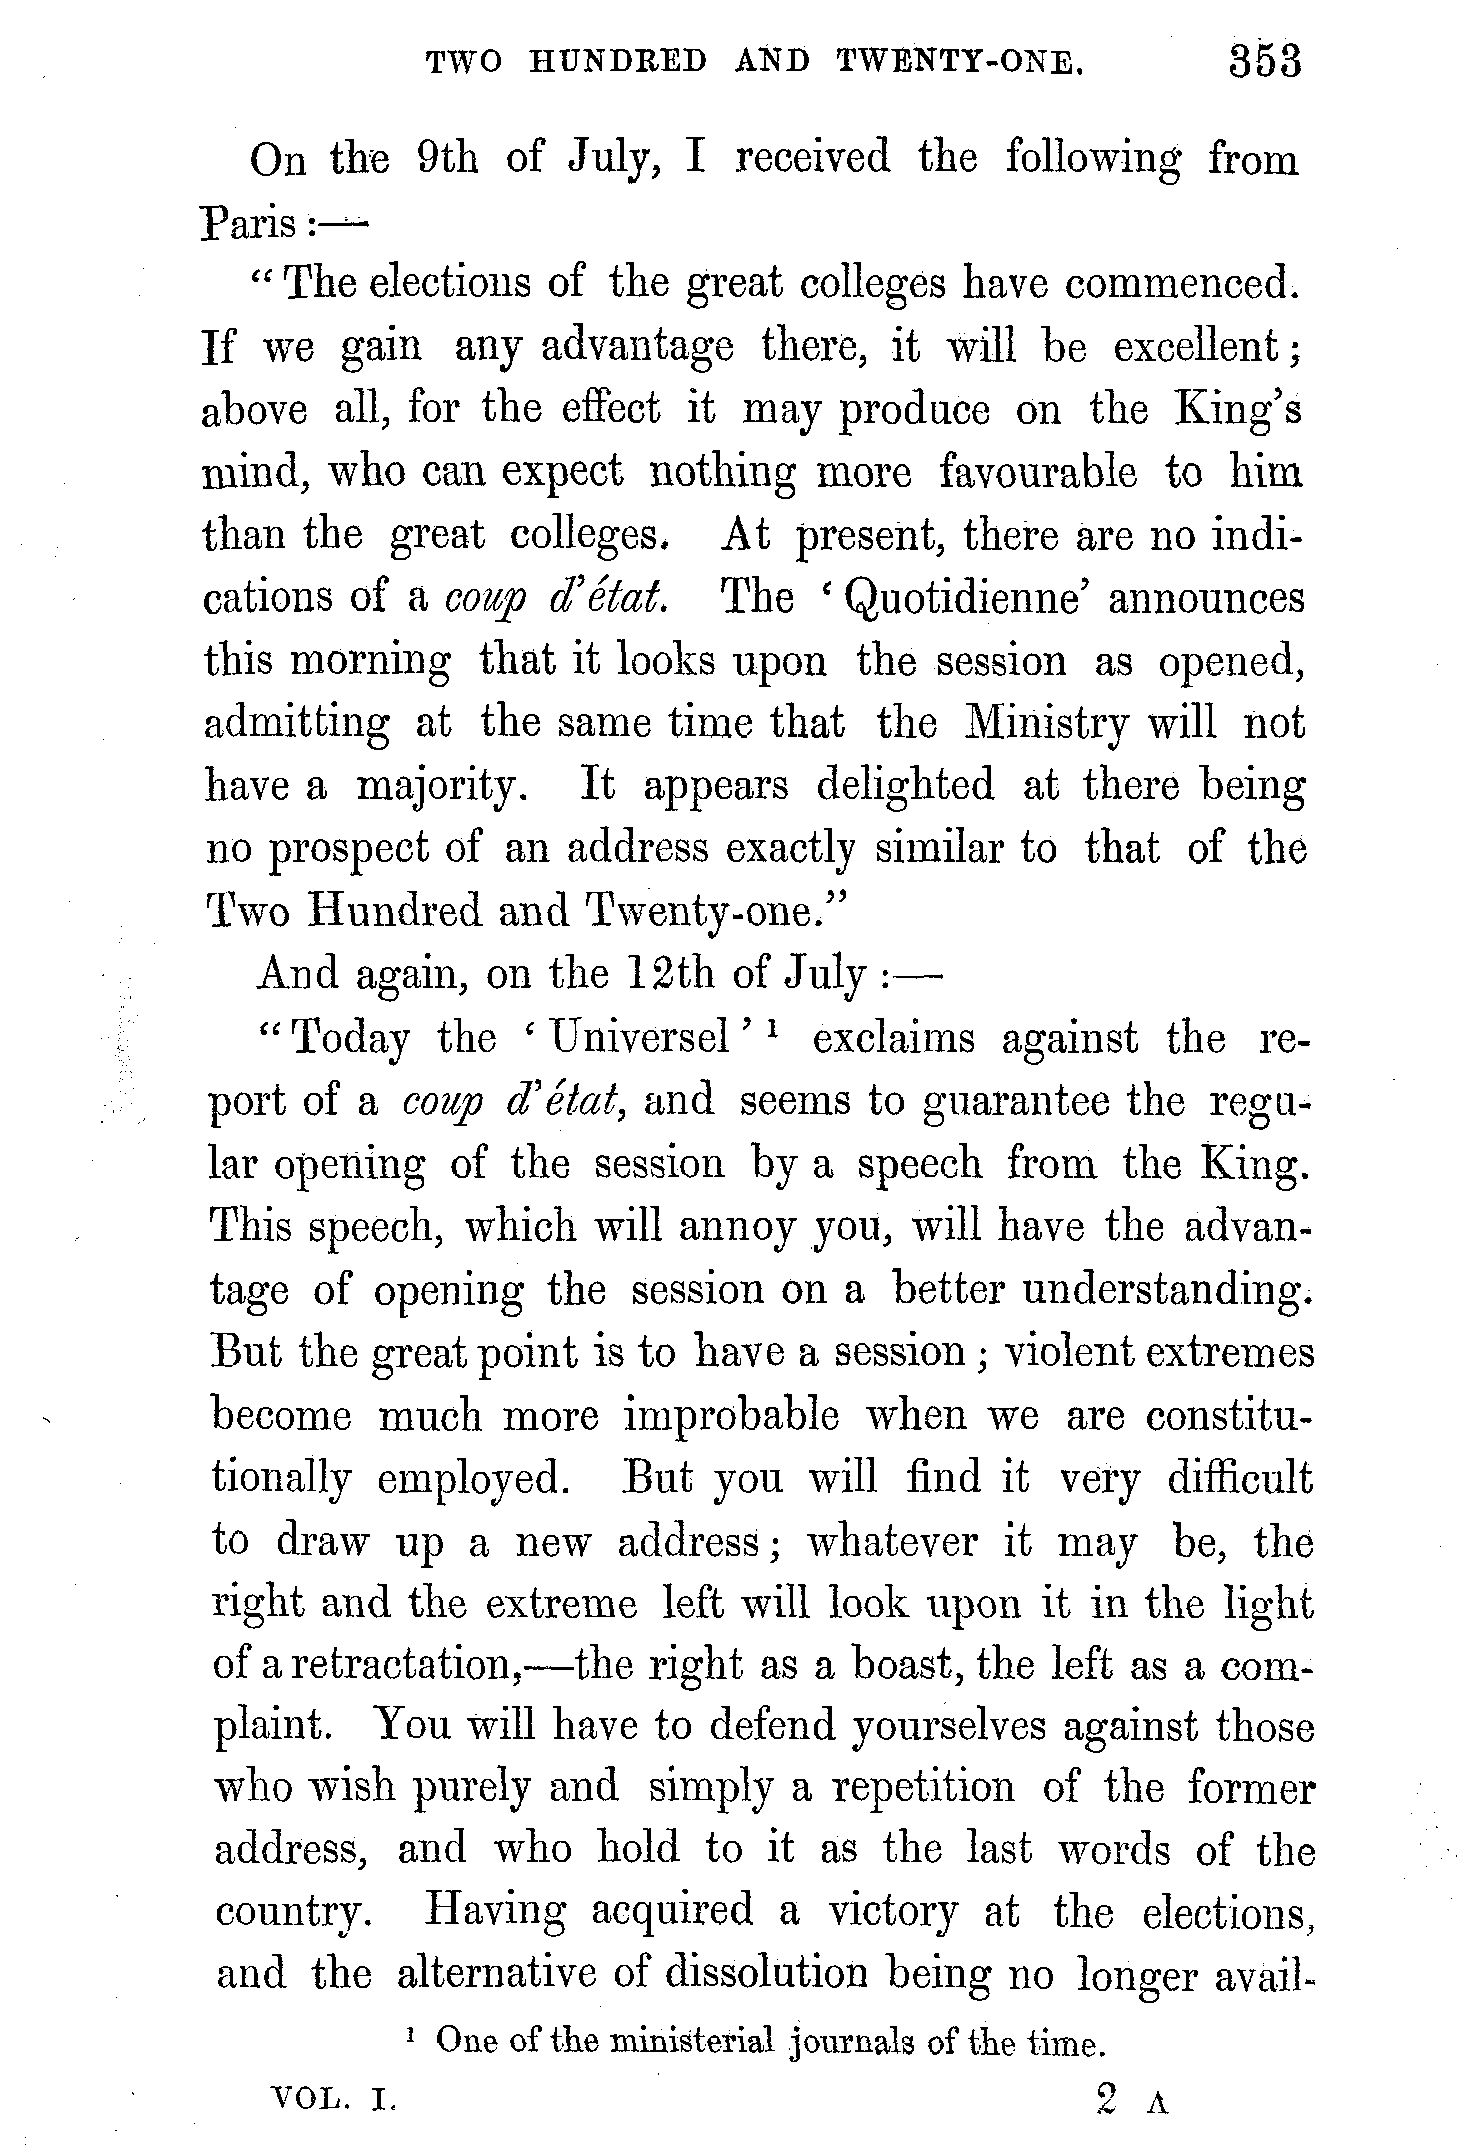 TWO HUNDRED AND TWENTY-ONE. 353
On the 9th of July, I received the following from
Paris :—
“ The elections of the great colleges have commenced.
If we gain any advantage there, it will be excellent ;
above all, for the effect it may produce on the King’s
mind, who can expect nothing more favourable to him
than the great colleges. At present, there are no indi-
cations of a coup d’état. The ‘ Quotidienne’ announces
this morning that it looks upon the session as opened,
admitting at the same time that the Ministry will not
have a majority. It appears delighted at there being
no prospect of an address exactly similar to that of the
Two Hundred and Twenty-one.”
And again, on the 12th of July :—
“ Today the ‘ Universel ’ ¹ exclaims against the re-
port of a coup d’état, and seems to guarantee the regu-
lar opening of the session by a speech from the King.
This speech, which will annoy you, will have the advan-
tage of opening the session on a better understanding.
But the great point is to have a session ; violent extremes
become much more improbable when we are constitu-
tionally employed. But you will find it very difficult
to draw up a new address ; whatever it may be, the
right and the extreme left will look upon it in the light
of a retractation,—the right as a boast, the left as a com-
plaint. You will have to defend yourselves against those
who wish purely and simply a repetition of the former
address, and who hold to it as the last words of the
country. Having acquired a victory at the elections,
and the alternative of dissolution being no longer avail-
¹ One of the ministerial journals of the time.
VOL. I. 2 A